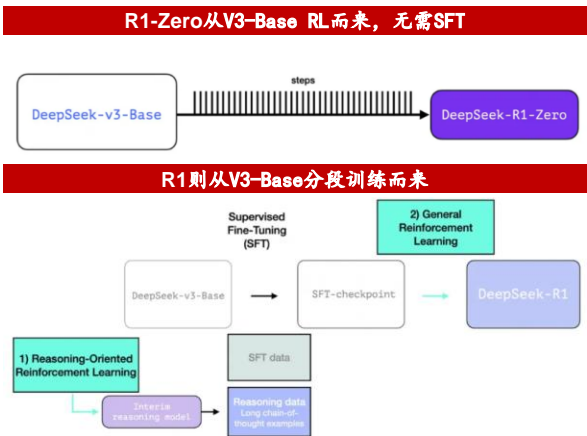 R1-Zero从V3-Base RL而来，无需SFT
steps
DeepSeek-v3-Base
DeepSeek-R1-Zero
R1则从V3-Base分段训练而来
Supervised
Fine-Tuning
(SFT)
2) General
Reinforcement
Learning
DeepSeek-v3-Base
SFT-checkpoint
DeepSeek-R1
1) Reasoning-Oriented
Reinforcement Learning
SFT data
Interim
reasoning model
Reasoning data
Long chain-of-
thought examples